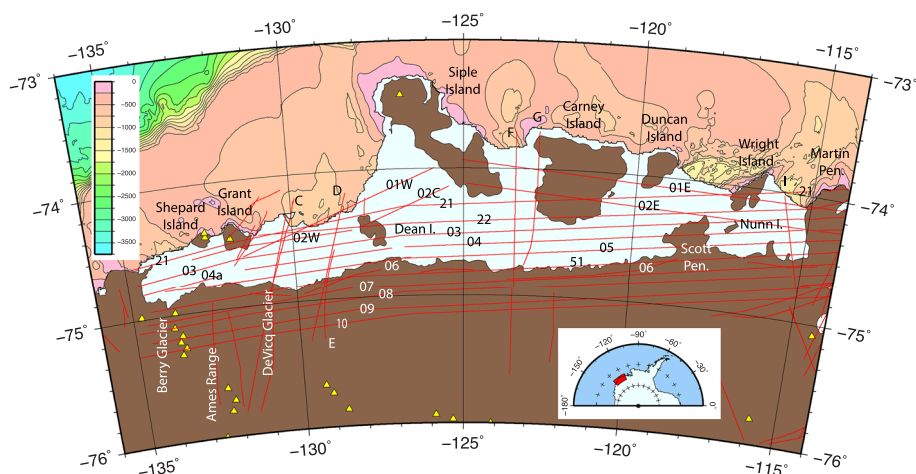 -135° -130° -125° -120° -115°
-73° -73°
0
-500
-1000
-1500
-2000
-2500
-3000
-3500
Siple
Island
Carney
Island
Duncan
Island
Wright
Island
Martin
Pen.
F G
-74° -74°
Shepard
Island
Grant
Island
C D
01W 02C 21
01E 02E
I 21
02W Dean I. 03 22 04
05 51
Nunn I.
Scott
Pen.
21 03 04a
06 06
07 08
09
10
E
-75° -75°
Berry Glacier
Ames Range
DeVicq Glacier
-180° -150° -120° -90° -60° -30° 0°
-76° -76°
-135° -130° -125° -120° -115°